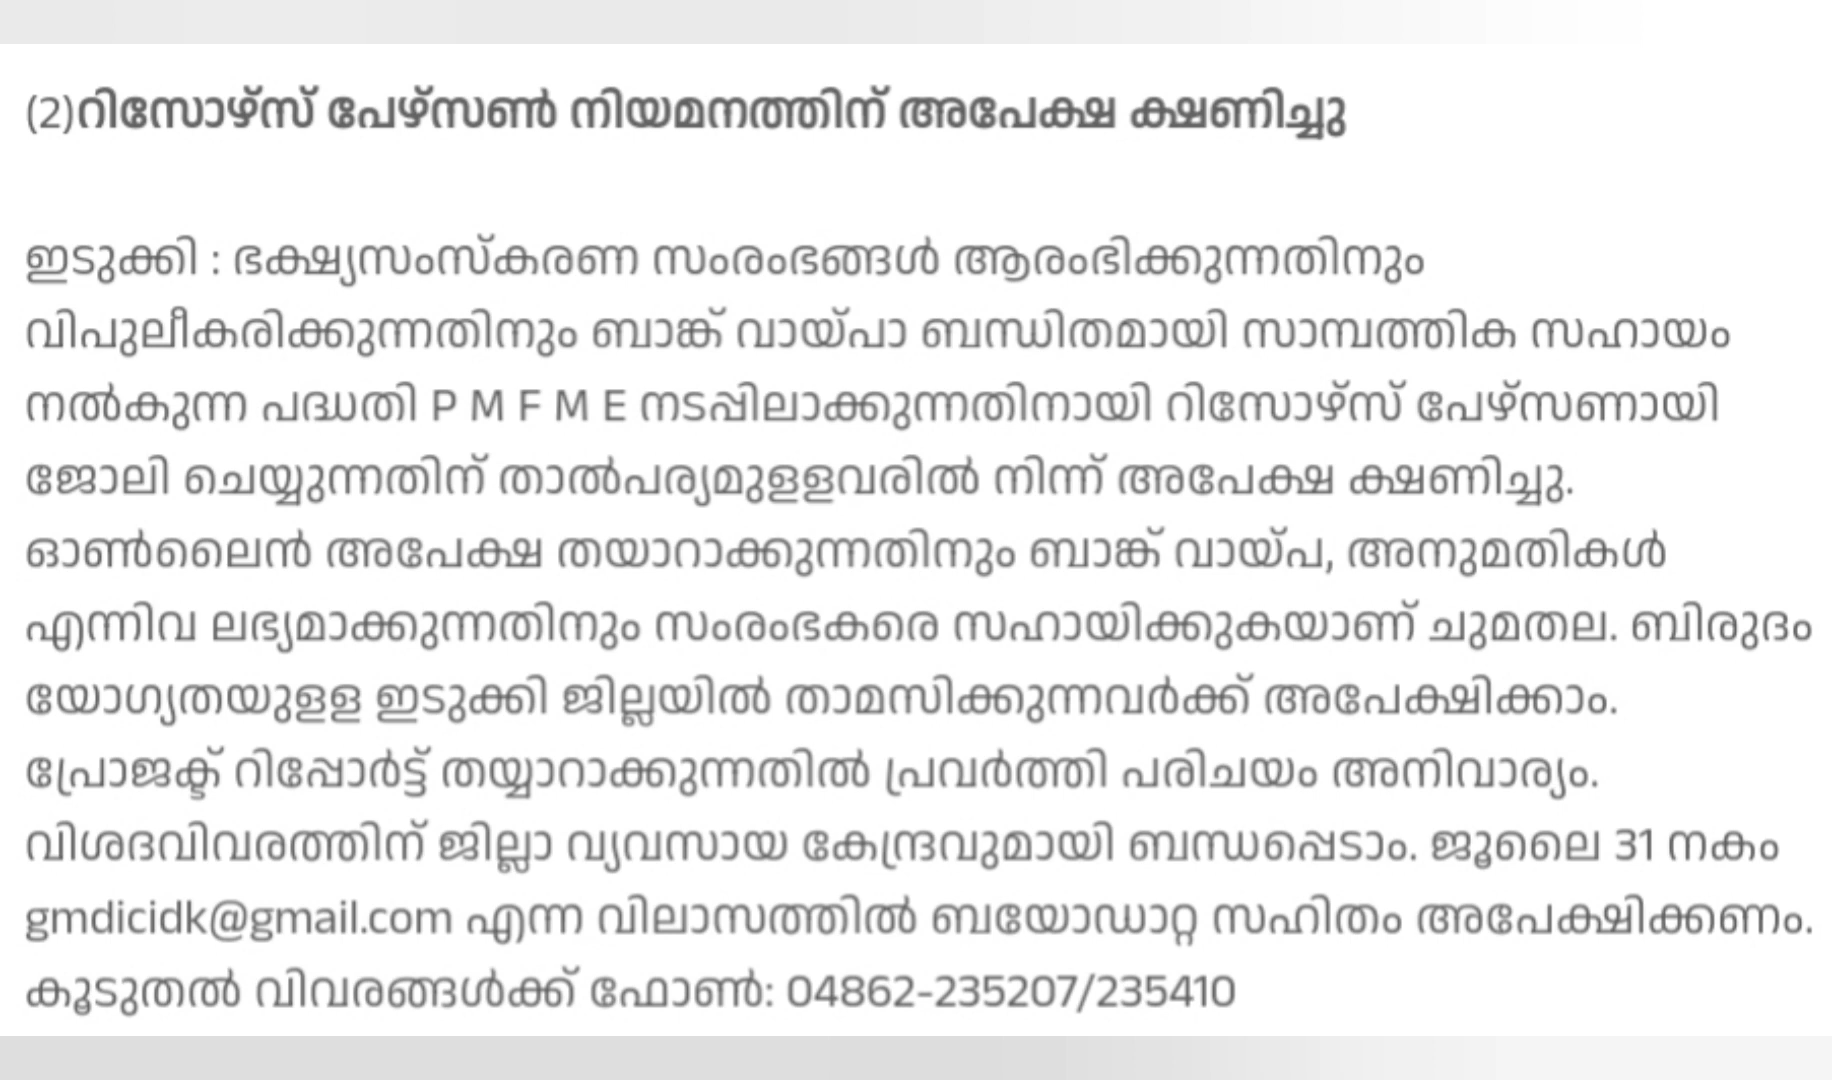 (2)റിസോഴ്സ് പേഴ്സൺ നിയമനത്തിന് അപേക്ഷ ക്ഷണിച്ചു
ഇടുക്കി : ഭക്ഷ്യസംസ്കരണ സംരംഭങ്ങൾ ആരംഭിക്കുന്നതിനും
വിപുലീകരിക്കുന്നതിനും ബാങ്ക് വായ്പാ ബന്ധിതമായി സാമ്പത്തിക സഹായം
നൽകുന്ന പദ്ധതി P M F M E നടപ്പിലാക്കുന്നതിനായി റിസോഴ്സ് പേഴ്സണായി
ജോലി ചെയ്യുന്നതിന് താൽപര്യമുളളവരിൽ നിന്ന് അപേക്ഷ ക്ഷണിച്ചു.
ഓൺലൈൻ അപേക്ഷ തയാറാക്കുന്നതിനും ബാങ്ക് വായ്പ, അനുമതികൾ
എന്നിവ ലഭ്യമാക്കുന്നതിനും സംരംഭകരെ സഹായിക്കുകയാണ് ചുമതല. ബിരുദം
യോഗ്യതയുളള ഇടുക്കി ജില്ലയിൽ താമസിക്കുന്നവർക്ക് അപേക്ഷിക്കാം.
പ്രോജക്ട് റിപ്പോർട്ട് തയ്യാറാക്കുന്നതിൽ പ്രവർത്തി പരിചയം അനിവാര്യം.
വിശദവിവരത്തിന് ജില്ലാ വ്യവസായ കേന്ദ്രവുമായി ബന്ധപ്പെടാം. ജൂലൈ 31 നകം
gmdicidk@gmail.com എന്ന വിലാസത്തിൽ ബയോഡാറ്റ സഹിതം അപേക്ഷിക്കണം.
കൂടുതൽ വിവരങ്ങൾക്ക് ഫോൺ: 04862-235207/235410